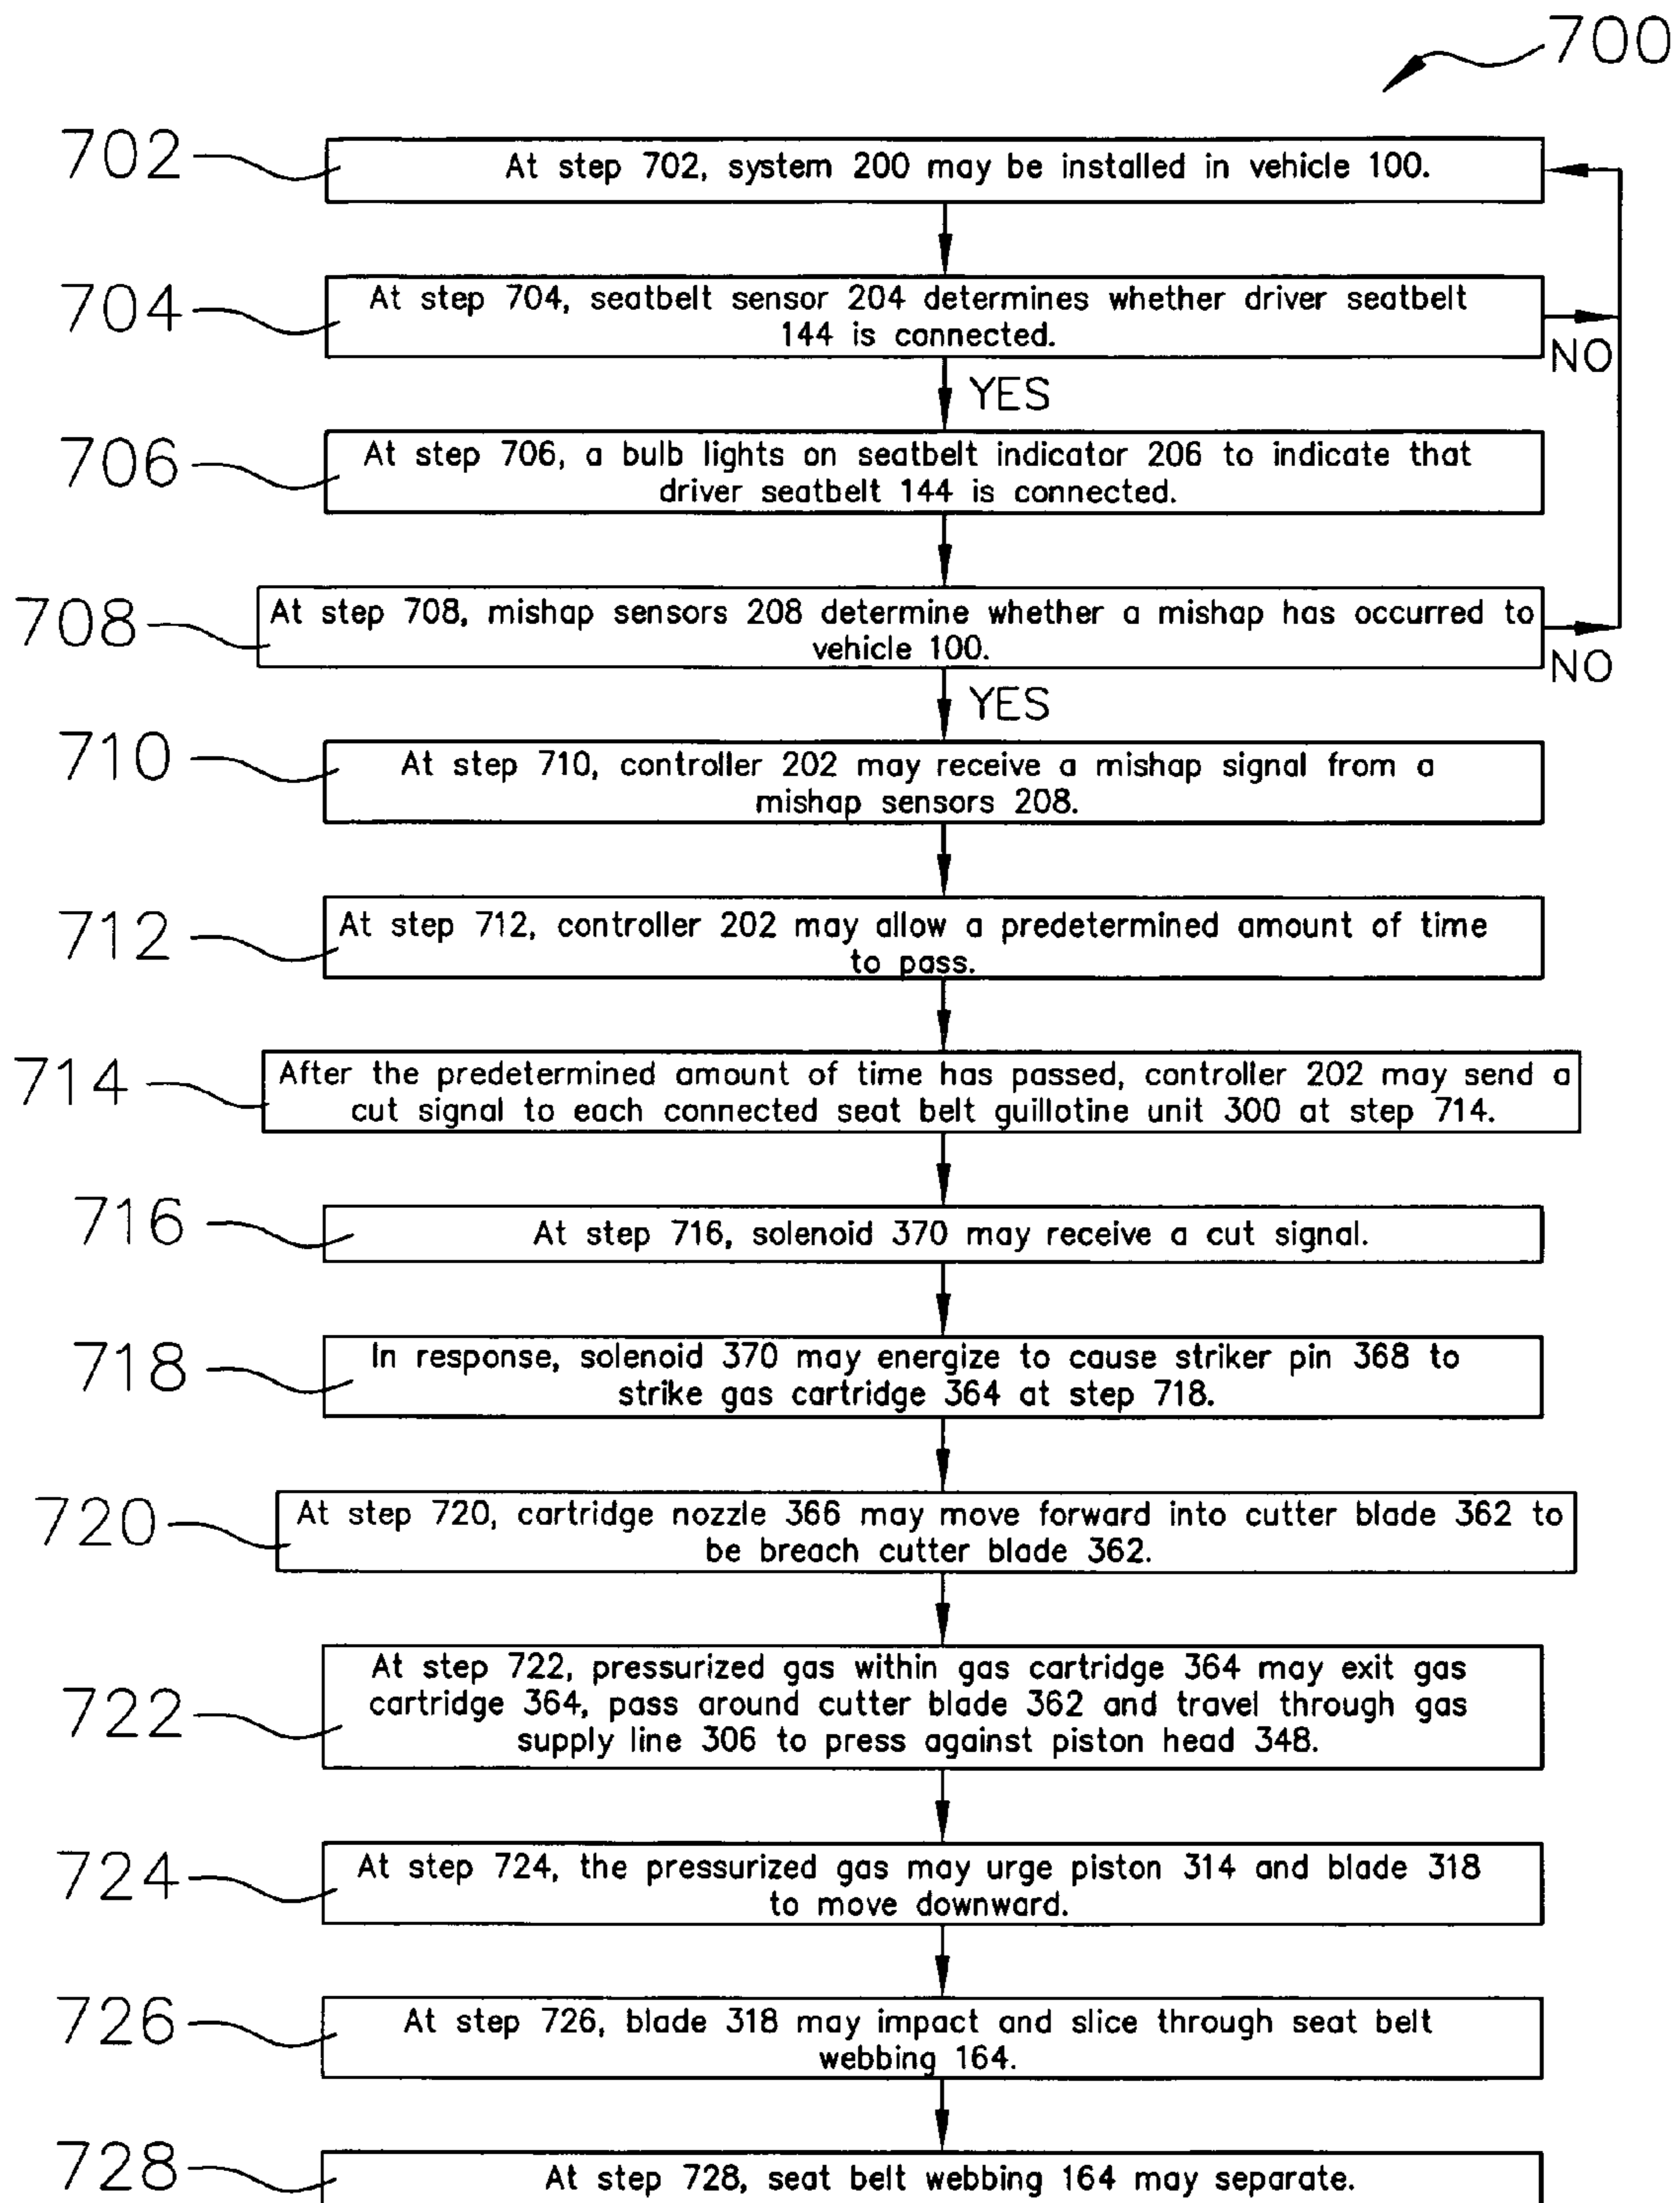 700
702
At step 702, system 200 may be installed in vehicle 100.
704
At step 704, seatbelt sensor 204 determines whether driver seatbelt
144 is connected.
NO
YES
706
At step 706, a bulb lights on seatbelt indicator 206 to indicate that
driver seatbelt 144 is connected.
708
At step 708, mishap sensors 208 determine whether a mishap has occurred to
vehicle 100.
NO
YES
710
At step 710, controller 202 may receive a mishap signal from a
mishap sensors 208.
712
At step 712, controller 202 may allow a predetermined amount of time
to pass.
714
After the predetermined amount of time has passed, controller 202 may send a
cut signal to each connected seat belt guillotine unit 300 at step 714.
716
At step 716, solenoid 370 may receive a cut signal.
718
In response, solenoid 370 may energize to cause striker pin 368 to
strike gas cartridge 364 at step 718.
720
At step 720, cartridge nozzle 366 may move forward into cutter blade 362 to
be breach cutter blade 362.
722
At step 722, pressurized gas within gas cartridge 364 may exit gas
cartridge 364, pass around cutter blade 362 and travel through gas
supply line 306 to press against piston head 348.
724
At step 724, the pressurized gas may urge piston 314 and blade 318
to move downward.
726
At step 726, blade 318 may impact and slice through seat belt
webbing 164.
728
At step 728, seat belt webbing 164 may separate.